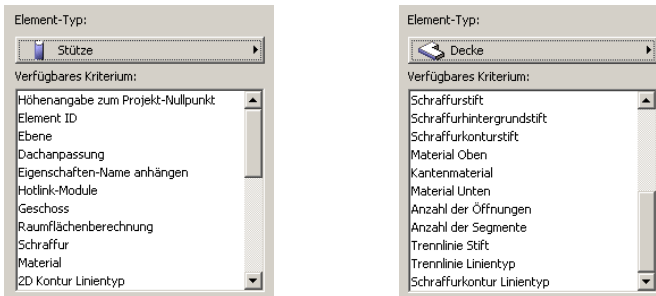 Element-Typ:
Stütze
Verfügbares Kriterium:
Höhenangabe zum Projekt-Nullpunkt
Element ID
Ebene
Dachanpassung
Eigenschaften-Name anhängen
Hotlink-Module
Geschoss
Raumflächenberechnung
Schraffur
Material
2D Kontur Linientyp
Element-Typ:
Decke
Verfügbares Kriterium:
Schraffurstift
Schraffurhintergrundstift
Schraffurkonturstift
Material Oben
Kantenmaterial
Material Unten
Anzahl der Öffnungen
Anzahl der Segmente
Trennlinie Stift
Trennlinie Linientyp
Schraffurkontur Linientyp